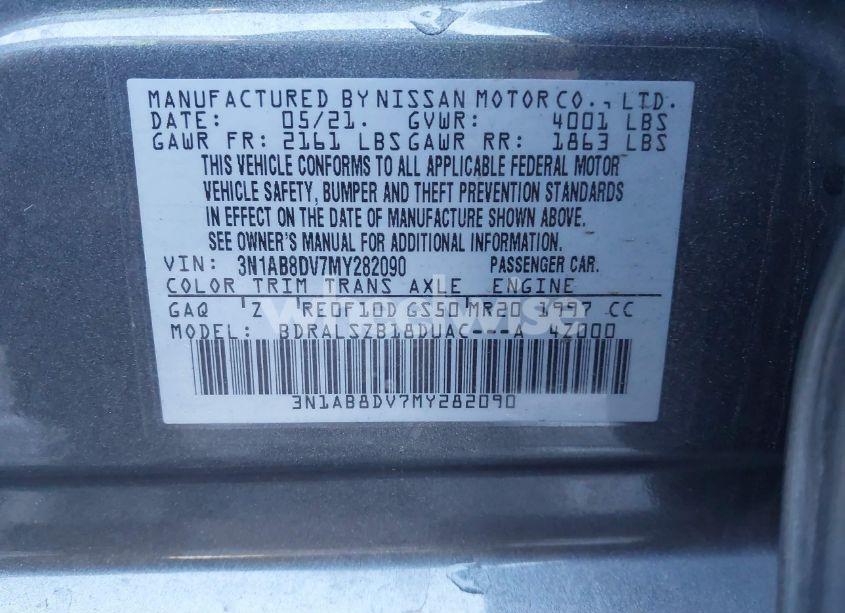 MANUFACTURED BY NISSAN MOTOR CO., LTD.
DATE: 05/21. GVWR: 4001 LBS
GAWR FR: 2161 LBS GAWR RR: 1863 LBS
THIS VEHICLE CONFORMS TO ALL APPLICABLE FEDERAL MOTOR
VEHICLE SAFETY, BUMPER AND THEFT PREVENTION STANDARDS
IN EFFECT ON THE DATE OF MANUFACTURE SHOWN ABOVE.
SEE OWNER'S MANUAL FOR ADDITIONAL INFORMATION.
VIN: 3N1AB8DV7MY282090 PASSENGER CAR.
COLOR TRIM TRANS AXLE ENGINE
GAQ Z RE0F10D GS50 MR20 1997 CC
MODEL: BDRALSZB18DUAC---A 42000
3N1AB8DV7MY282090